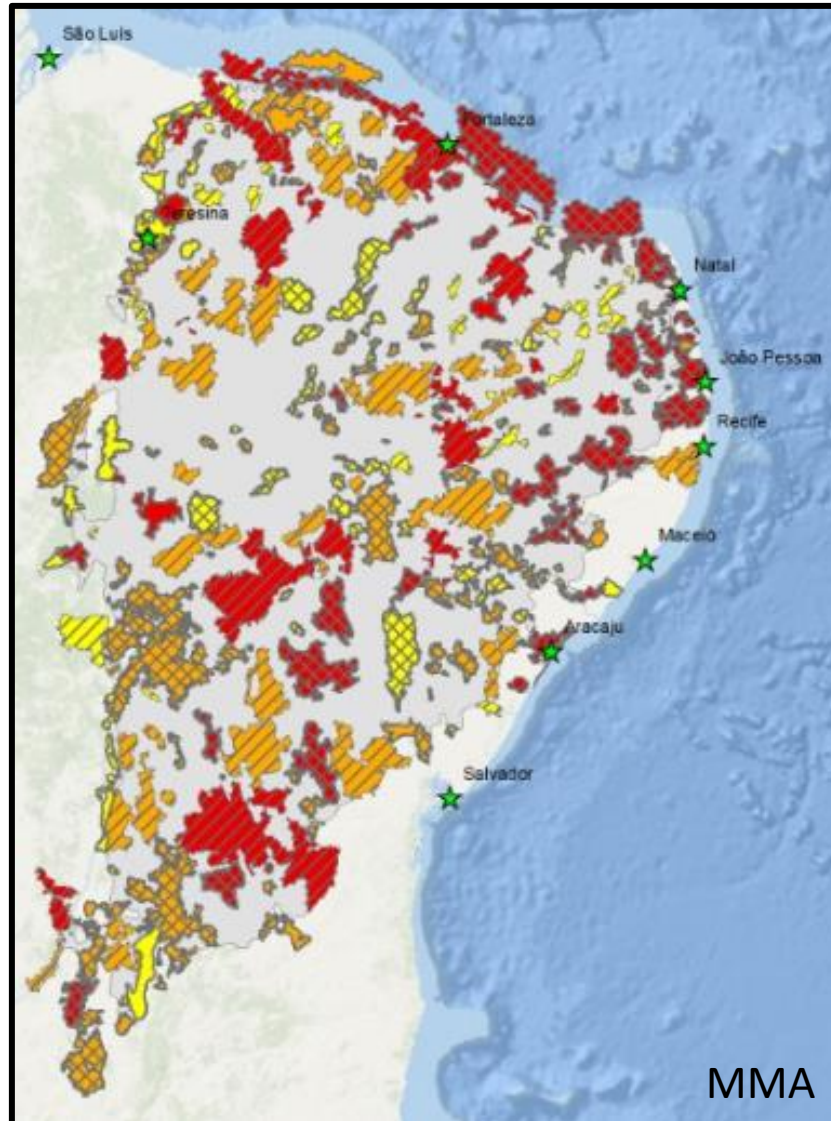 São Luís
Fortaleza
Teresina
Natal
João Pessoa
Recife
Maceió
Aracaju
Salvador
MMA